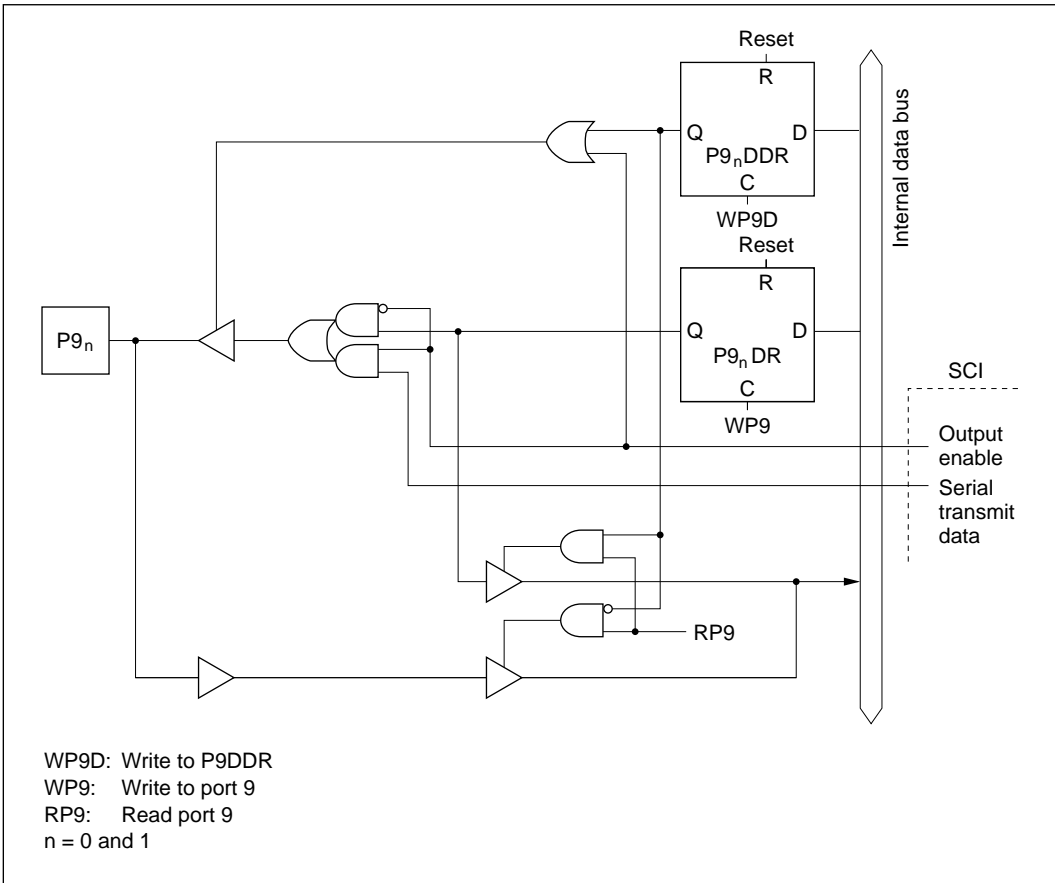 Reset
R
Q
D
P9nDDR
C
WP9D
Internal data bus
Reset
R
Q
D
P9n DR
C
WP9
P9n
SCI
Output
enable
Serial
transmit
data
RP9
WP9D: Write to P9DDR
WP9: Write to port 9
RP9: Read port 9
n = 0 and 1